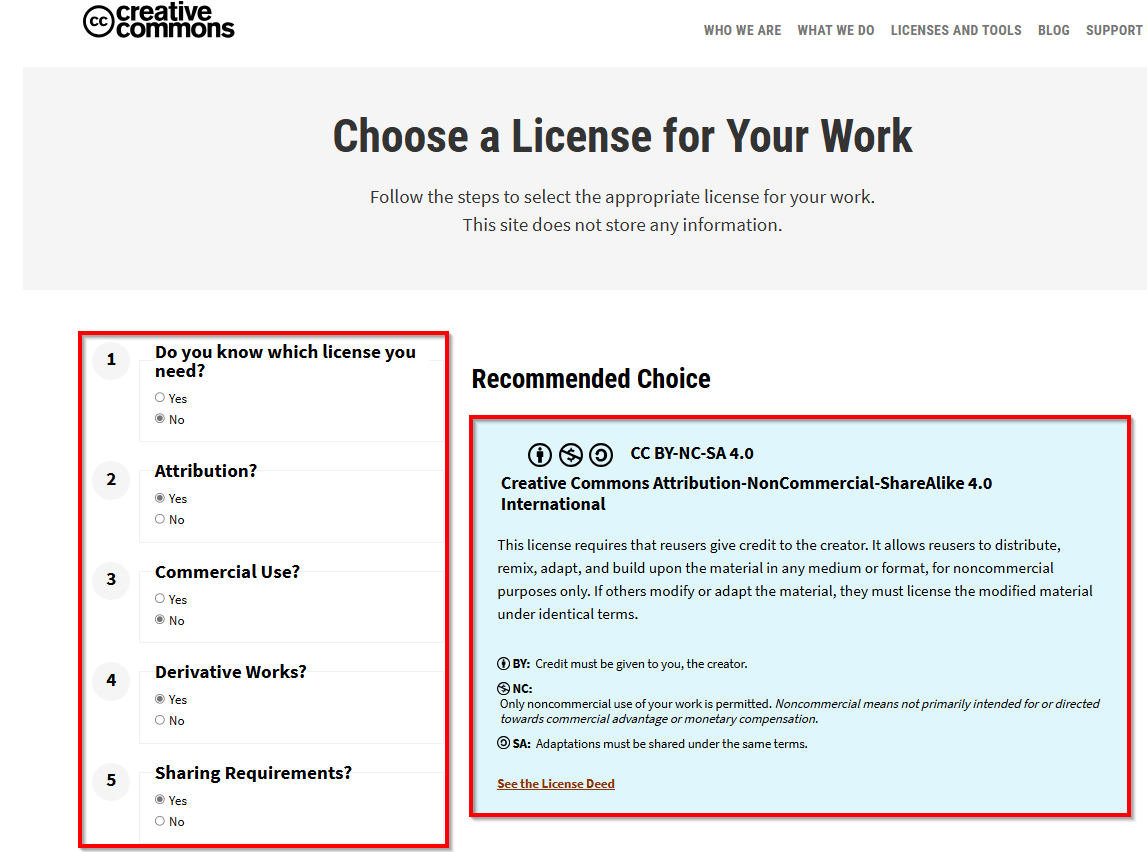 cc creative
commons
WHO WE ARE WHAT WE DO LICENSES AND TOOLS BLOG SUPPORT
Choose a License for Your Work
Follow the steps to select the appropriate license for your work.
This site does not store any information.
1 Do you know which license you
need?
Yes
No
2 Attribution?
Yes
No
3 Commercial Use?
Yes
No
4 Derivative Works?
Yes
No
5 Sharing Requirements?
Yes
No
Recommended Choice
CC BY-NC-SA 4.0
Creative Commons Attribution-NonCommercial-ShareAlike 4.0
International
This license requires that reusers give credit to the creator. It allows reusers to distribute,
remix, adapt, and build upon the material in any medium or format, for noncommercial
purposes only. If others modify or adapt the material, they must license the modified material
under identical terms.
BY: Credit must be given to you, the creator.
NC:
Only noncommercial use of your work is permitted. Noncommercial means not primarily intended for or directed
towards commercial advantage or monetary compensation.
SA: Adaptations must be shared under the same terms.
See the License Deed